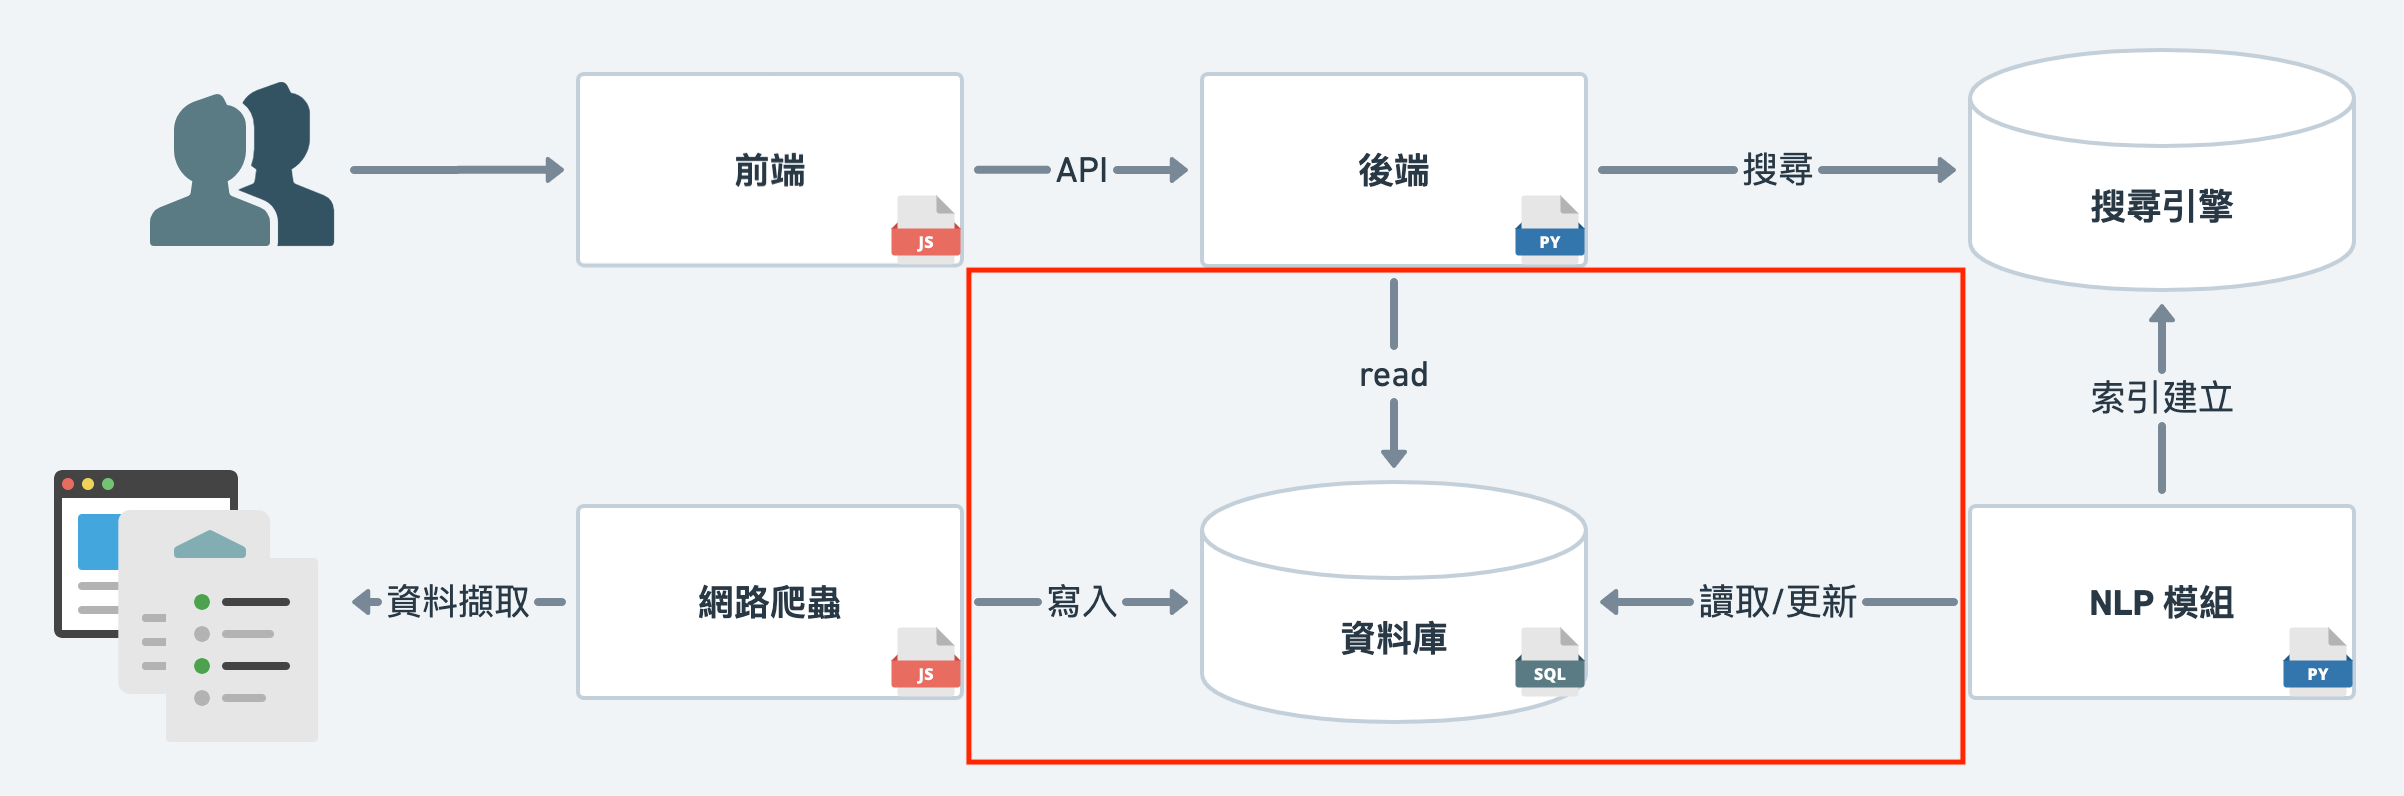 前端
JS
API
後端
PY
搜尋
搜尋引擎
read
索引建立
資料擷取
網路爬蟲
JS
寫入
資料庫
SQL
讀取/更新
NLP 模組
PY